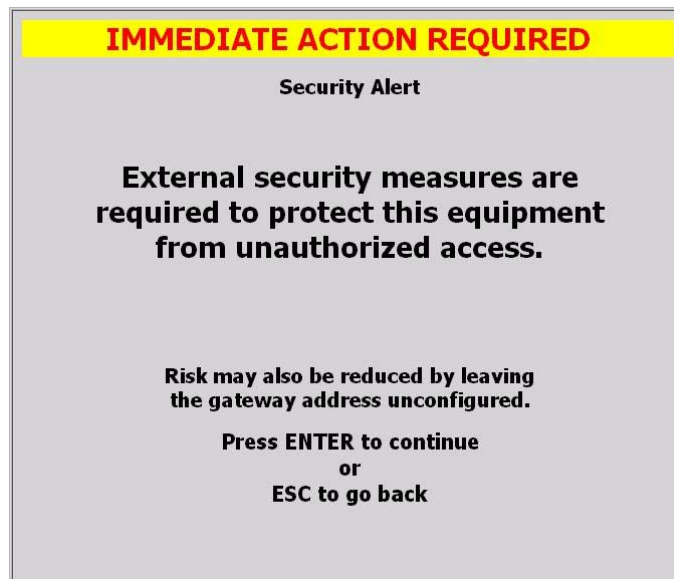 IMMEDIATE ACTION REQUIRED
Security Alert
External security measures are
required to protect this equipment
from unauthorized access.
Risk may also be reduced by leaving
the gateway address unconfigured.
Press ENTER to continue
or
ESC to go back